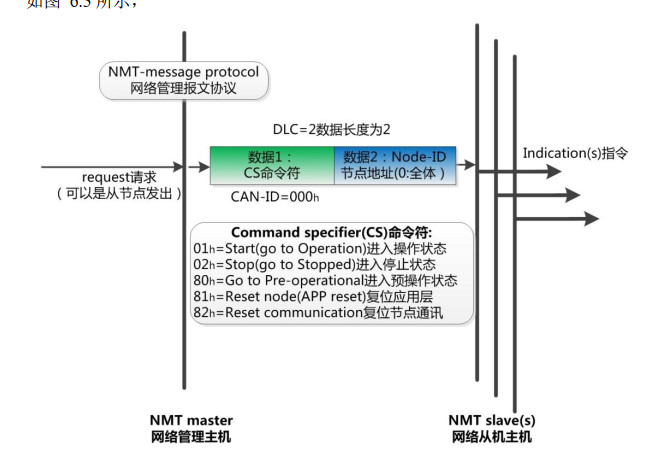 如图 6.5 所示，
NMT-message protocol
网络管理报文协议
DLC=2数据长度为2
数据1：
CS命令符
数据2：Node-ID
节点地址(0:全体）
Indication(s)指令
request请求
（可以是从节点发出）
CAN-ID=000h
Command specifier(CS)命令符:
01h=Start(go to Operation)进入操作状态
02h=Stop(go to Stopped)进入停止状态
80h=Go to Pre-operational进入预操作状态
81h=Reset node(APP reset)复位应用层
82h=Reset communication复位节点通讯
NMT master
网络管理主机
NMT slave(s)
网络从机主机